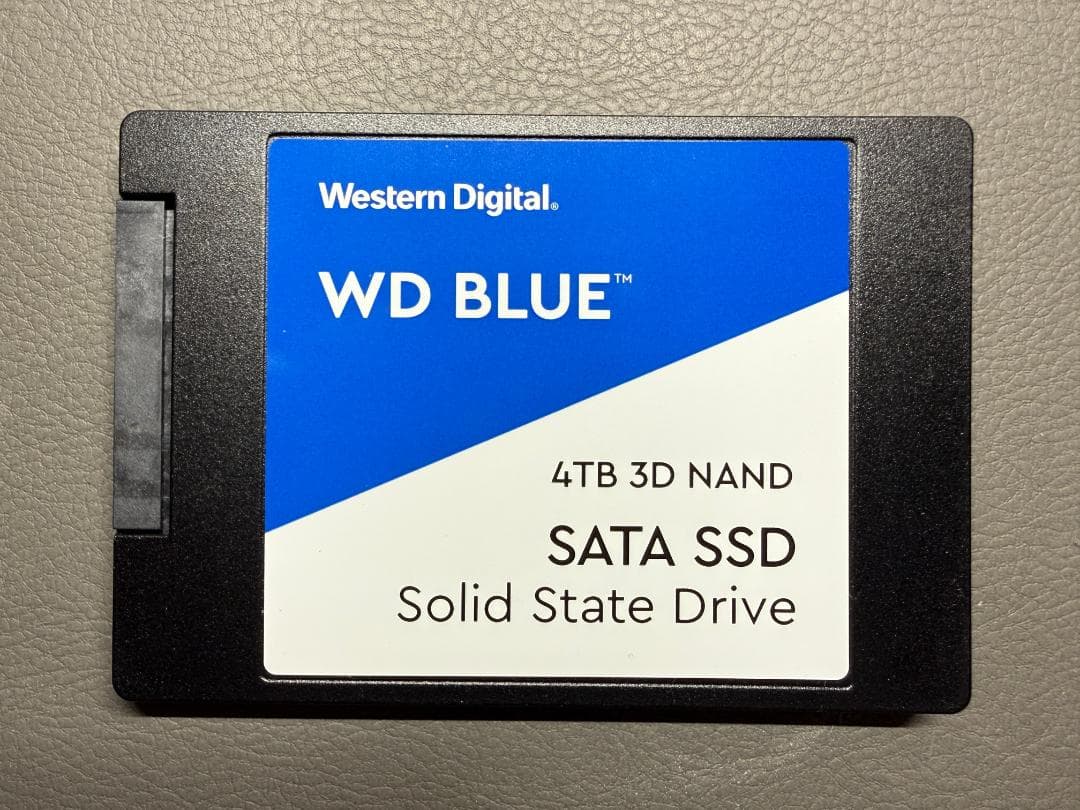 Western Digital®
WD BLUE™
4TB 3D NAND
SATA SSD
Solid State Drive